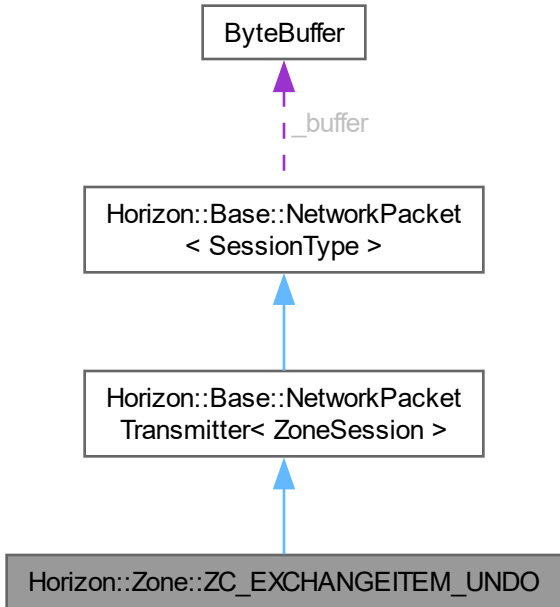 ByteBuffer
_buffer
Horizon::Base::NetworkPacket
< SessionType >
Horizon::Base::NetworkPacket
Transmitter< ZoneSession >
Horizon::Zone::ZC_EXCHANGEITEM_UNDO